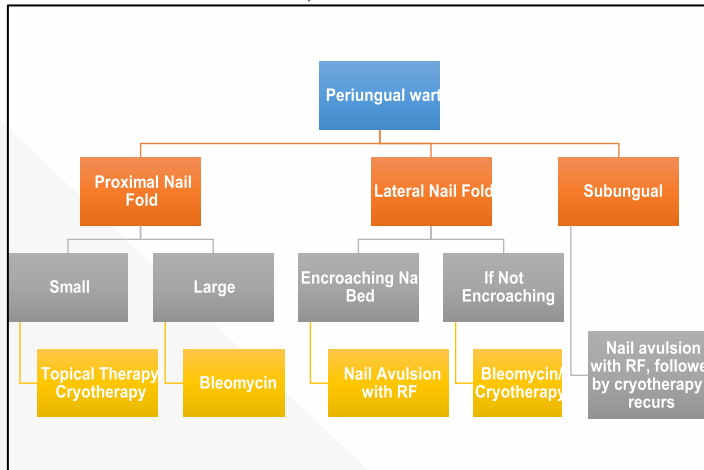 Periungual wart
Proximal Nail
Fold
Lateral Nail Fold
Subungual
Small
Large
Encroaching Na
Bed
If Not
Encroaching
Topical Therapy
Cryotherapy
Bleomycin
Nail Avulsion
with RF
Bleomycin/
Cryotherapy
Nail avulsion
with RF, followe
by cryotherapy
recurs